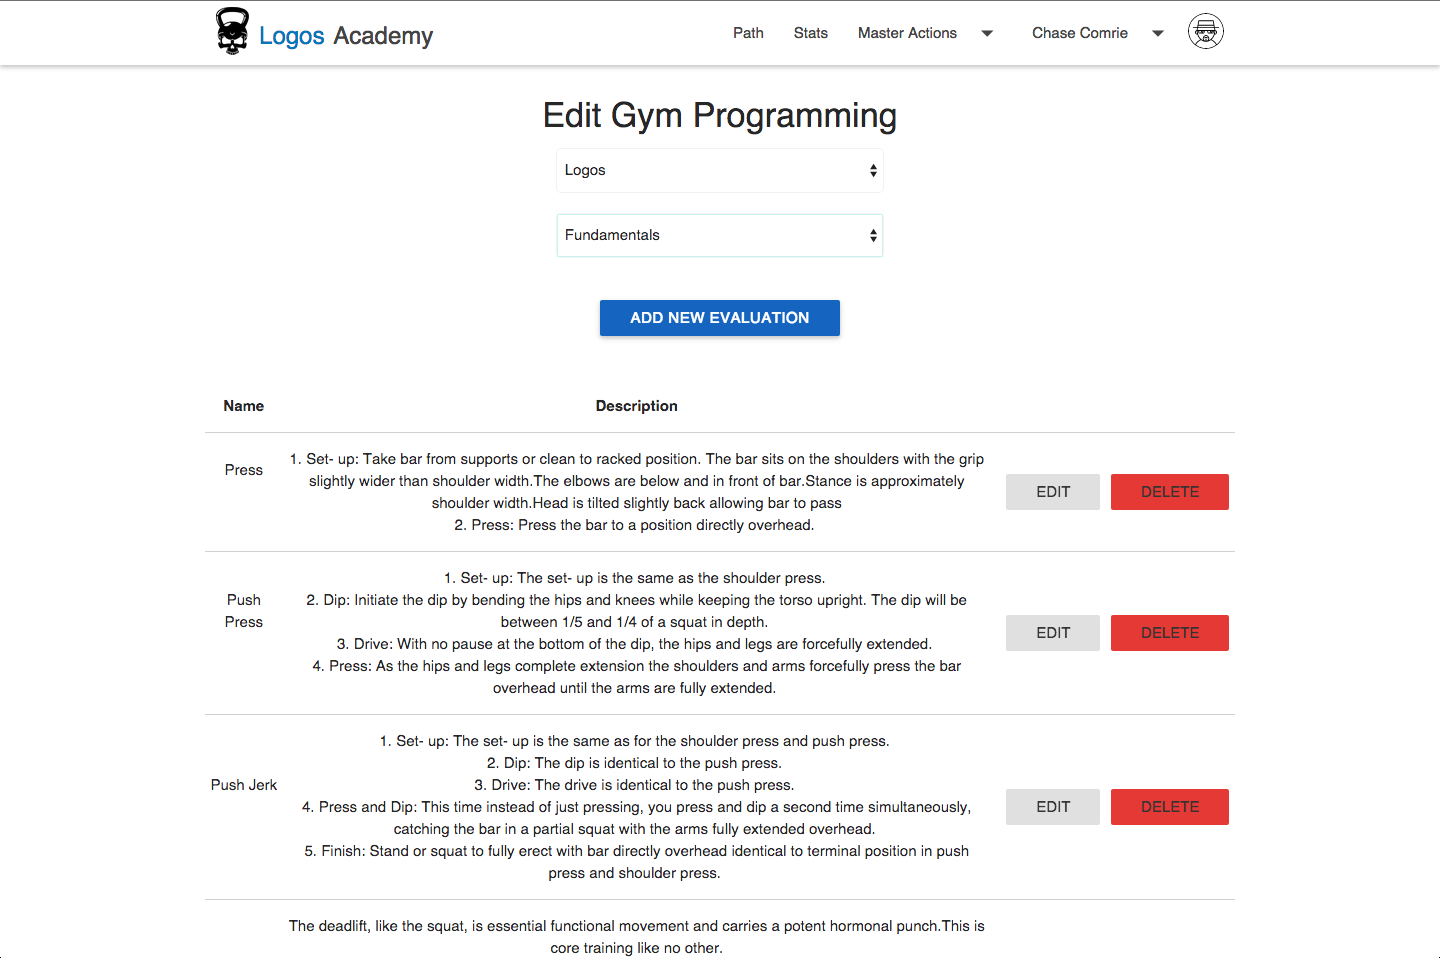 Logos Academy
Path Stats Master Actions Chase Comrie
Edit Gym Programming
Logos
Fundamentals
ADD NEW EVALUATION
Name Description
Press
1. Set- up: Take bar from supports or clean to racked position. The bar sits on the shoulders with the grip
slightly wider than shoulder width.The elbows are below and in front of bar.Stance is approximately
shoulder width.Head is tilted slightly back allowing bar to pass
2. Press: Press the bar to a position directly overhead.
EDIT DELETE
Push
Press
1. Set- up: The set- up is the same as the shoulder press.
2. Dip: Initiate the dip by bending the hips and knees while keeping the torso upright. The dip will be
between 1/5 and 1/4 of a squat in depth.
3. Drive: With no pause at the bottom of the dip, the hips and legs are forcefully extended.
4. Press: As the hips and legs complete extension the shoulders and arms forcefully press the bar
overhead until the arms are fully extended.
EDIT DELETE
Push Jerk
1. Set- up: The set- up is the same as for the shoulder press and push press.
2. Dip: The dip is identical to the push press.
3. Drive: The drive is identical to the push press.
4. Press and Dip: This time instead of just pressing, you press and dip a second time simultaneously,
catching the bar in a partial squat with the arms fully extended overhead.
5. Finish: Stand or squat to fully erect with bar directly overhead identical to terminal position in push
press and shoulder press.
EDIT DELETE
The deadlift, like the squat, is essential functional movement and carries a potent hormonal punch.This is
core training like no other.